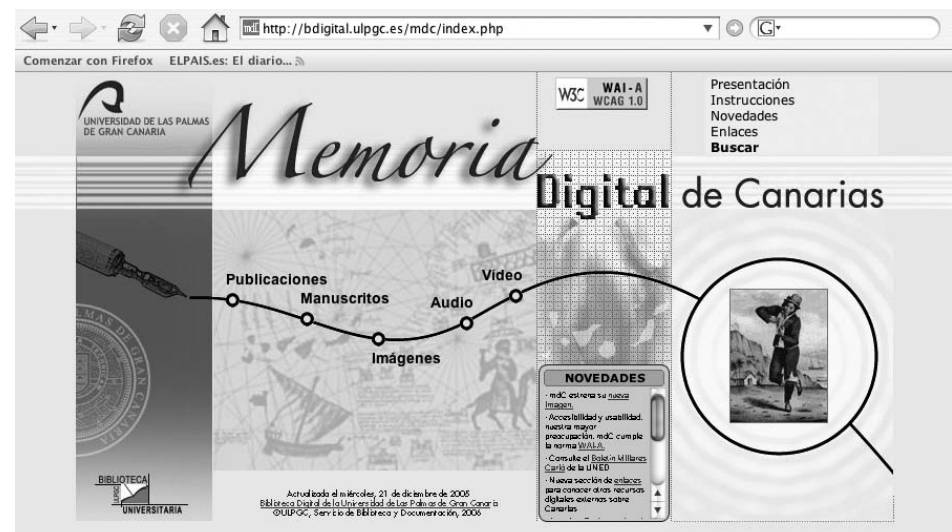 mdC http://bdigital.ulpgc.es/mdc/index.php
G
Comenzar con Firefox ELPAIS.es: El diario...
UNIVERSIDAD DE LAS PALMAS
DE GRAN CANARIA
W3C WAI-A
WCAG 1.0
Presentación
Instrucciones
Novedades
Enlaces
Buscar
Memoria
Digital de Canarias
Publicaciones
Manuscritos
Imágenes
Audio
Vídeo
NOVEDADES
· mdC estrena su nueva
Imagen.
· Accesibilidad y usabilidad,
nuestra mayor
preocupación. mdC cumple
la norma WAI-A.
· Consulte el Boletín Millares
Carló de la UNED
· Nueva sección de enlaces
para conocer otros recursos
digitales externos sobre
Canarias
BIBLIOTECA
ULPGC
UNIVERSITARIA
Actualizada el miércoles, 21 de diciembre de 2005
Biblioteca Digital de la Universidad de Las Palmas de Gran Canaria
©ULPGC, Servicio de Biblioteca y Documentación, 2006